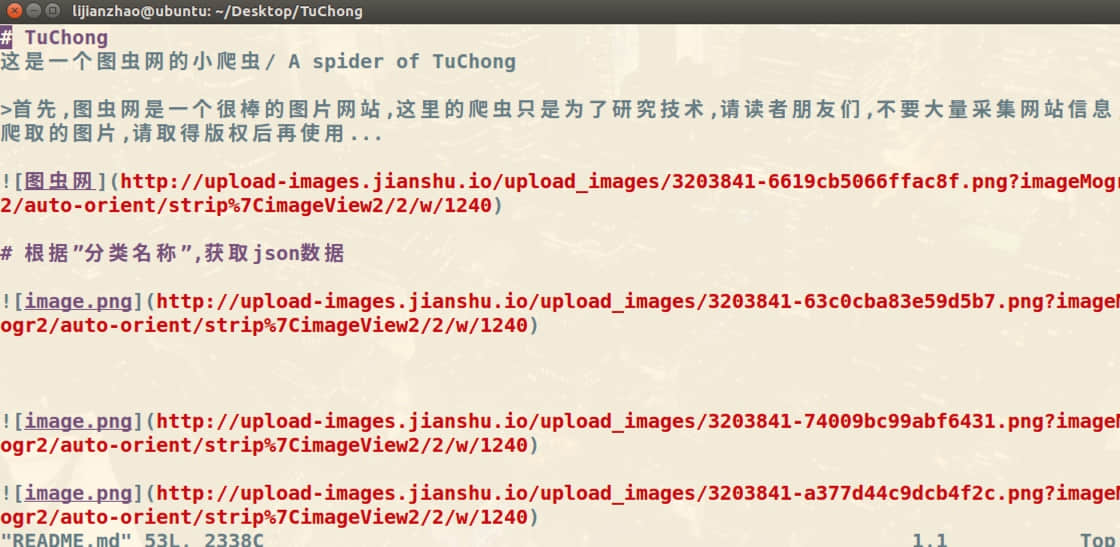 lijianzhao@ubuntu: ~/Desktop/TuChong
# TuChong
这是一个图虫网的小爬虫/ A spider of TuChong
>首先,图虫网是一个很棒的图片网站,这里的爬虫只是为了研究技术,请读者朋友们,不要大量采集网站信息
爬取的图片,请取得版权后再使用...
![图虫网](http://upload-images.jianshu.io/upload_images/3203841-6619cb5066ffac8f.png?imageMogr
2/auto-orient/strip%7CimageView2/2/w/1240)
# 根据”分类名称”,获取json数据
![image.png](http://upload-images.jianshu.io/upload_images/3203841-63c0cba83e59d5b7.png?imageM
ogr2/auto-orient/strip%7CimageView2/2/w/1240)
![image.png](http://upload-images.jianshu.io/upload_images/3203841-74009bc99abf6431.png?imageM
ogr2/auto-orient/strip%7CimageView2/2/w/1240)
![image.png](http://upload-images.jianshu.io/upload_images/3203841-a377d44c9dcb4f2c.png?imageM
ogr2/auto-orient/strip%7CimageView2/2/w/1240)
"README.md" 53L, 2338C 1,1 Top